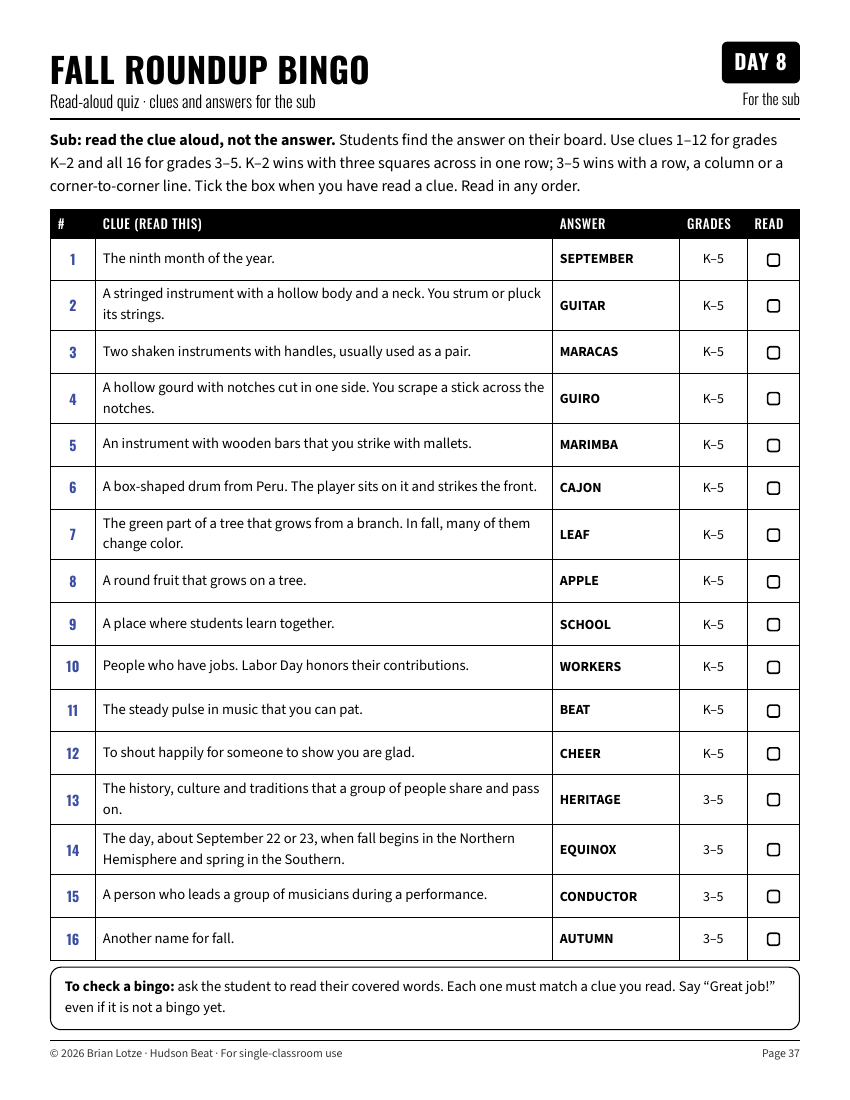 FALL ROUNDUP BINGO
DAY 8
Read-aloud quiz · clues and answers for the sub
For the sub
Sub: read the clue aloud, not the answer. Students find the answer on their board. Use clues 1–12 for grades
K–2 and all 16 for grades 3–5. K–2 wins with three squares across in one row; 3–5 wins with a row, a column or a
corner-to-corner line. Tick the box when you have read a clue. Read in any order.
# CLUE (READ THIS) ANSWER GRADES READ
1 The ninth month of the year. SEPTEMBER K–5
2 A stringed instrument with a hollow body and a neck. You strum or pluck
its strings. GUITAR K–5
3 Two shaken instruments with handles, usually used as a pair. MARACAS K–5
4 A hollow gourd with notches cut in one side. You scrape a stick across the
notches. GUIRO K–5
5 An instrument with wooden bars that you strike with mallets. MARIMBA K–5
6 A box-shaped drum from Peru. The player sits on it and strikes the front. CAJON K–5
7 The green part of a tree that grows from a branch. In fall, many of them
change color. LEAF K–5
8 A round fruit that grows on a tree. APPLE K–5
9 A place where students learn together. SCHOOL K–5
10 People who have jobs. Labor Day honors their contributions. WORKERS K–5
11 The steady pulse in music that you can pat. BEAT K–5
12 To shout happily for someone to show you are glad. CHEER K–5
13 The history, culture and traditions that a group of people share and pass
on. HERITAGE 3–5
14 The day, about September 22 or 23, when fall begins in the Northern
Hemisphere and spring in the Southern. EQUINOX 3–5
15 A person who leads a group of musicians during a performance. CONDUCTOR 3–5
16 Another name for fall. AUTUMN 3–5
To check a bingo: ask the student to read their covered words. Each one must match a clue you read. Say “Great job!”
even if it is not a bingo yet.
© 2026 Brian Lotze · Hudson Beat · For single-classroom use
Page 37